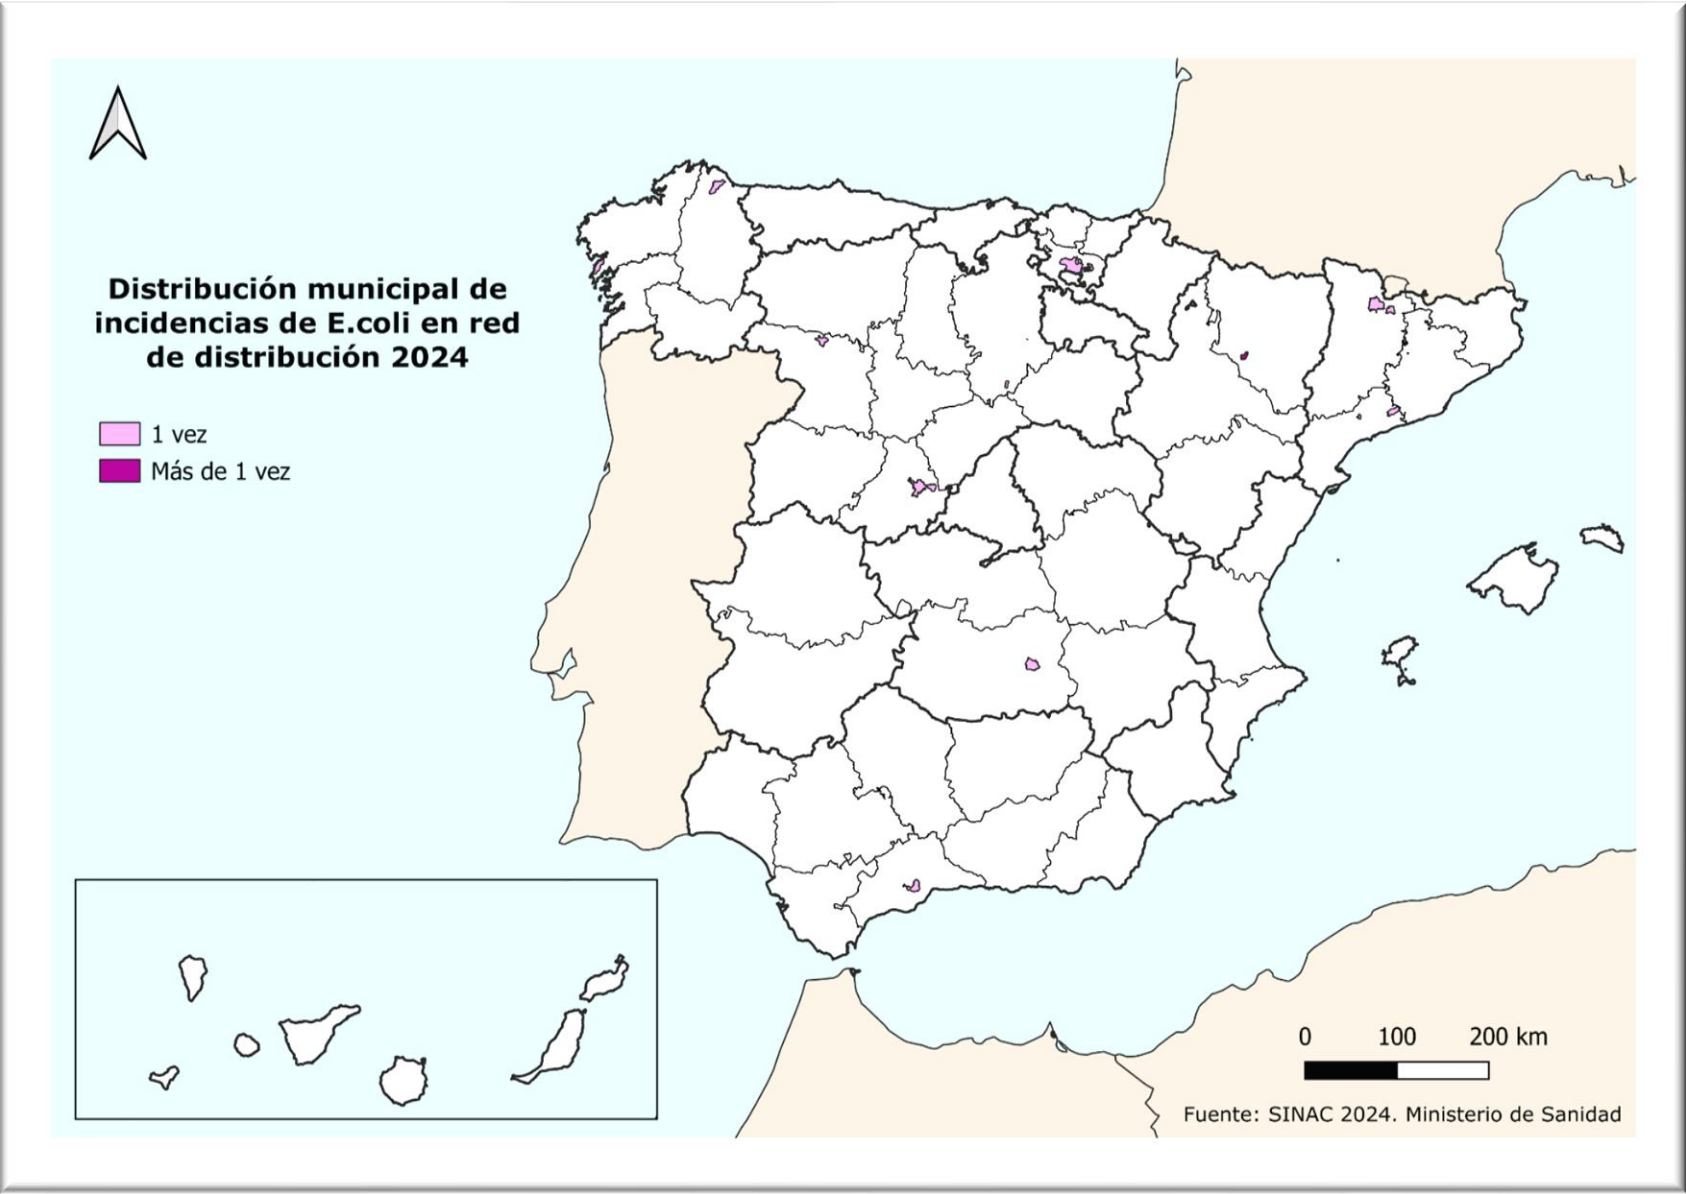 Distribución municipal de
incidencias de E.coli en red
de distribución 2024
1 vez
Más de 1 vez
0 100 200 km
Fuente: SINAC 2024. Ministerio de Sanidad